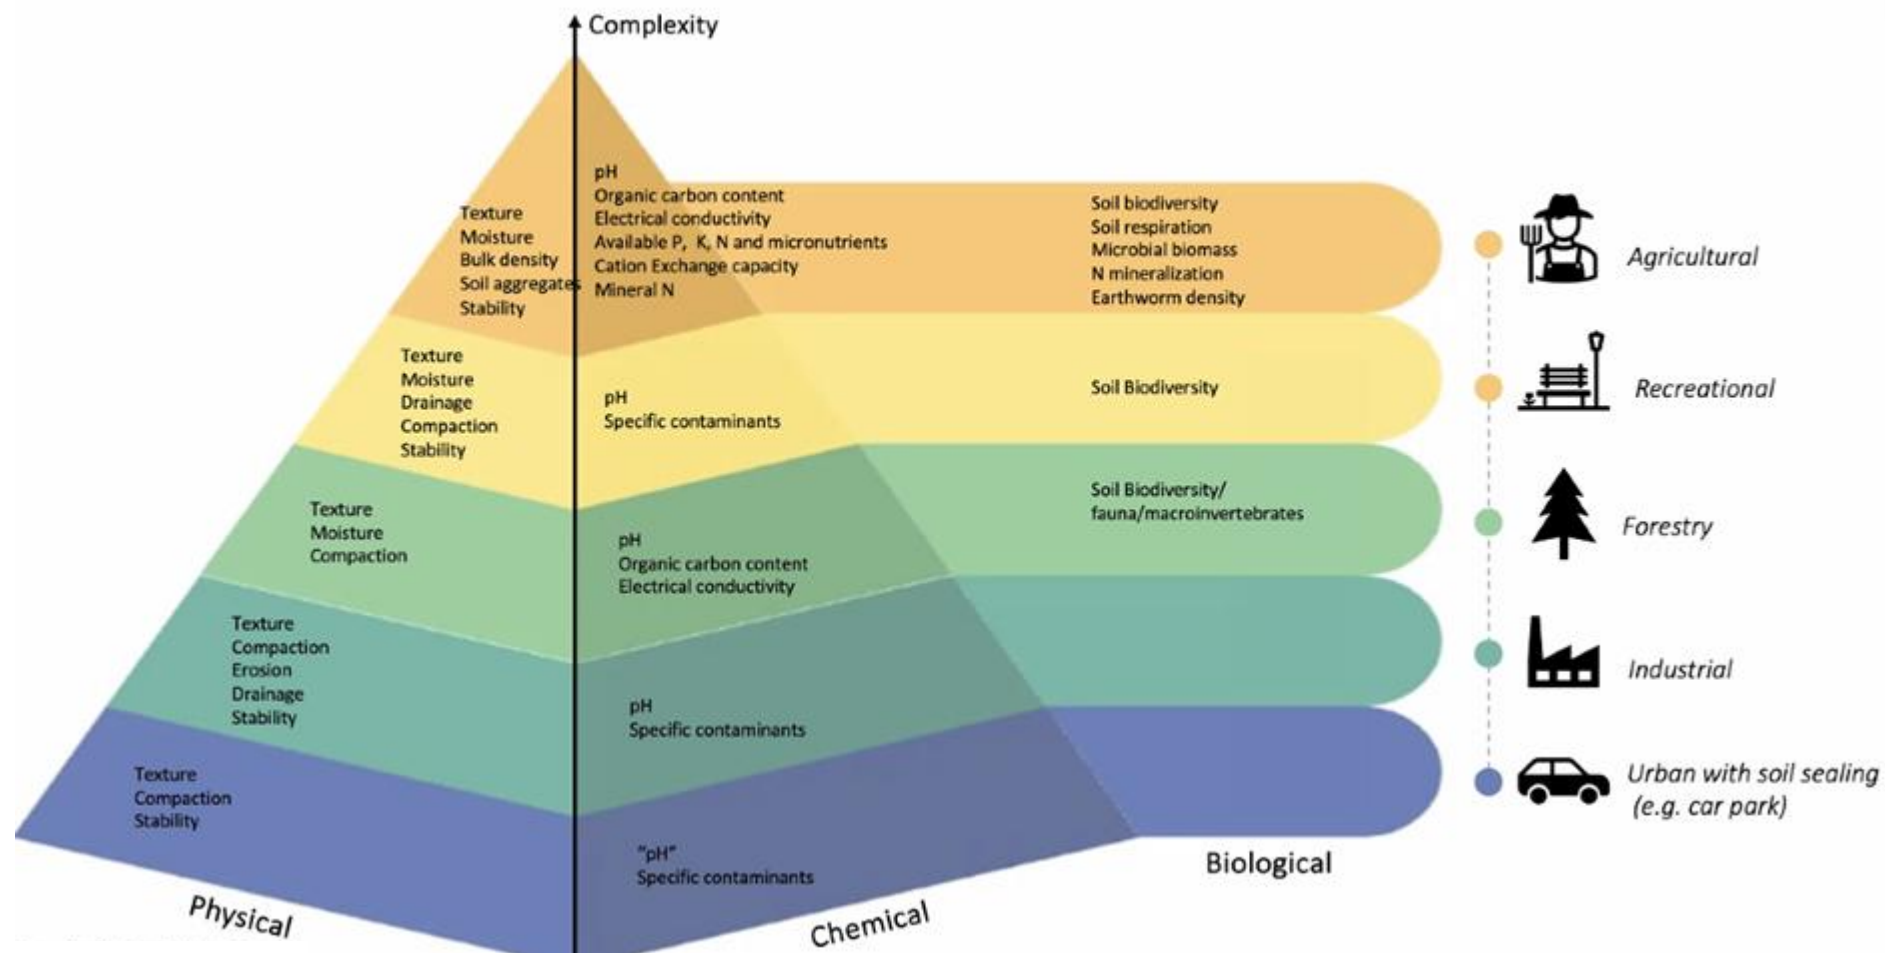 Complexity
Texture
Moisture
Bulk density
Soil aggregates
Stability
pH
Organic carbon content
Electrical conductivity
Available P, K, N and micronutrients
Cation Exchange capacity
Mineral N
Soil biodiversity
Soil respiration
Microbial biomass
N mineralization
Earthworm density
Agricultural
Texture
Moisture
Drainage
Compaction
Stability
pH
Specific contaminants
Soil Biodiversity
Recreational
Texture
Moisture
Compaction
pH
Organic carbon content
Electrical conductivity
Soil Biodiversity/
fauna/macroinvertebrates
Forestry
Texture
Compaction
Erosion
Drainage
Stability
pH
Specific contaminants
Industrial
Texture
Compaction
Stability
"pH"
Specific contaminants
Urban with soil sealing
(e.g. car park)
Physical
Chemical
Biological